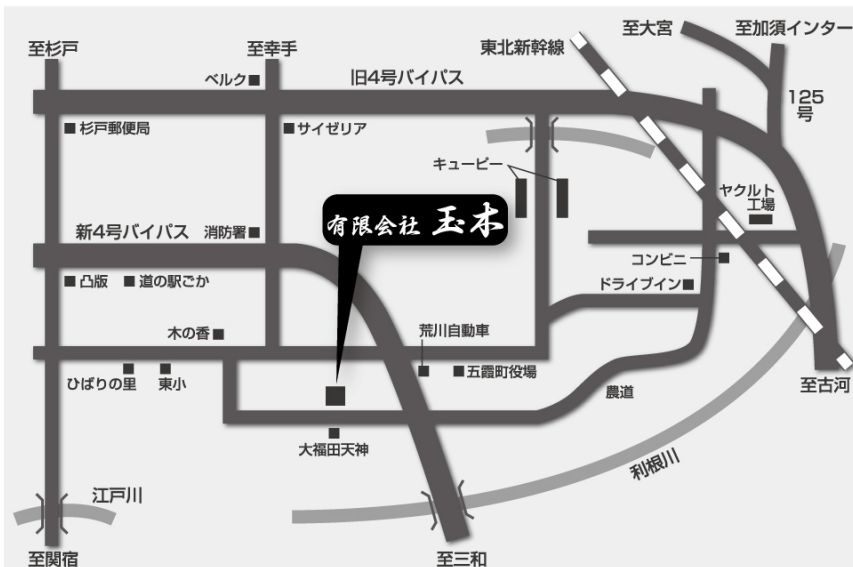 至杉戸
至幸手
東北新幹線
至大宮
至加須インター
ベルク
旧4号バイパス
125
号
杉戸郵便局
サイゼリア
キューピー
ヤクルト
工場
有限会社 玉木
新4号バイパス
消防署
コンビニ
凸版
道の駅ごか
ドライブイン
木の香
荒川自動車
ひばりの里
東小
五霞町役場
農道
至古河
大福田天神
利根川
江戸川
至関宿
至三和